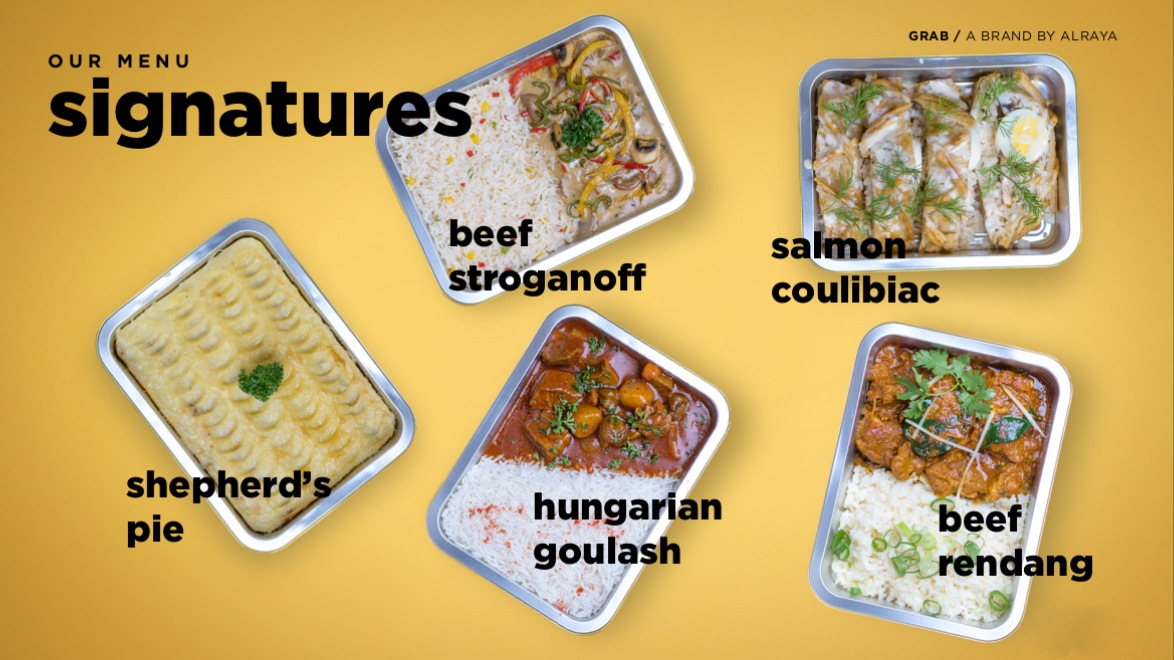 OUR MENU
signatures
GRAB / A BRAND BY ALRAYA
beef
stroganoff
salmon
coulibiac
shepherd's
pie
hungarian
goulash
beef
rendang